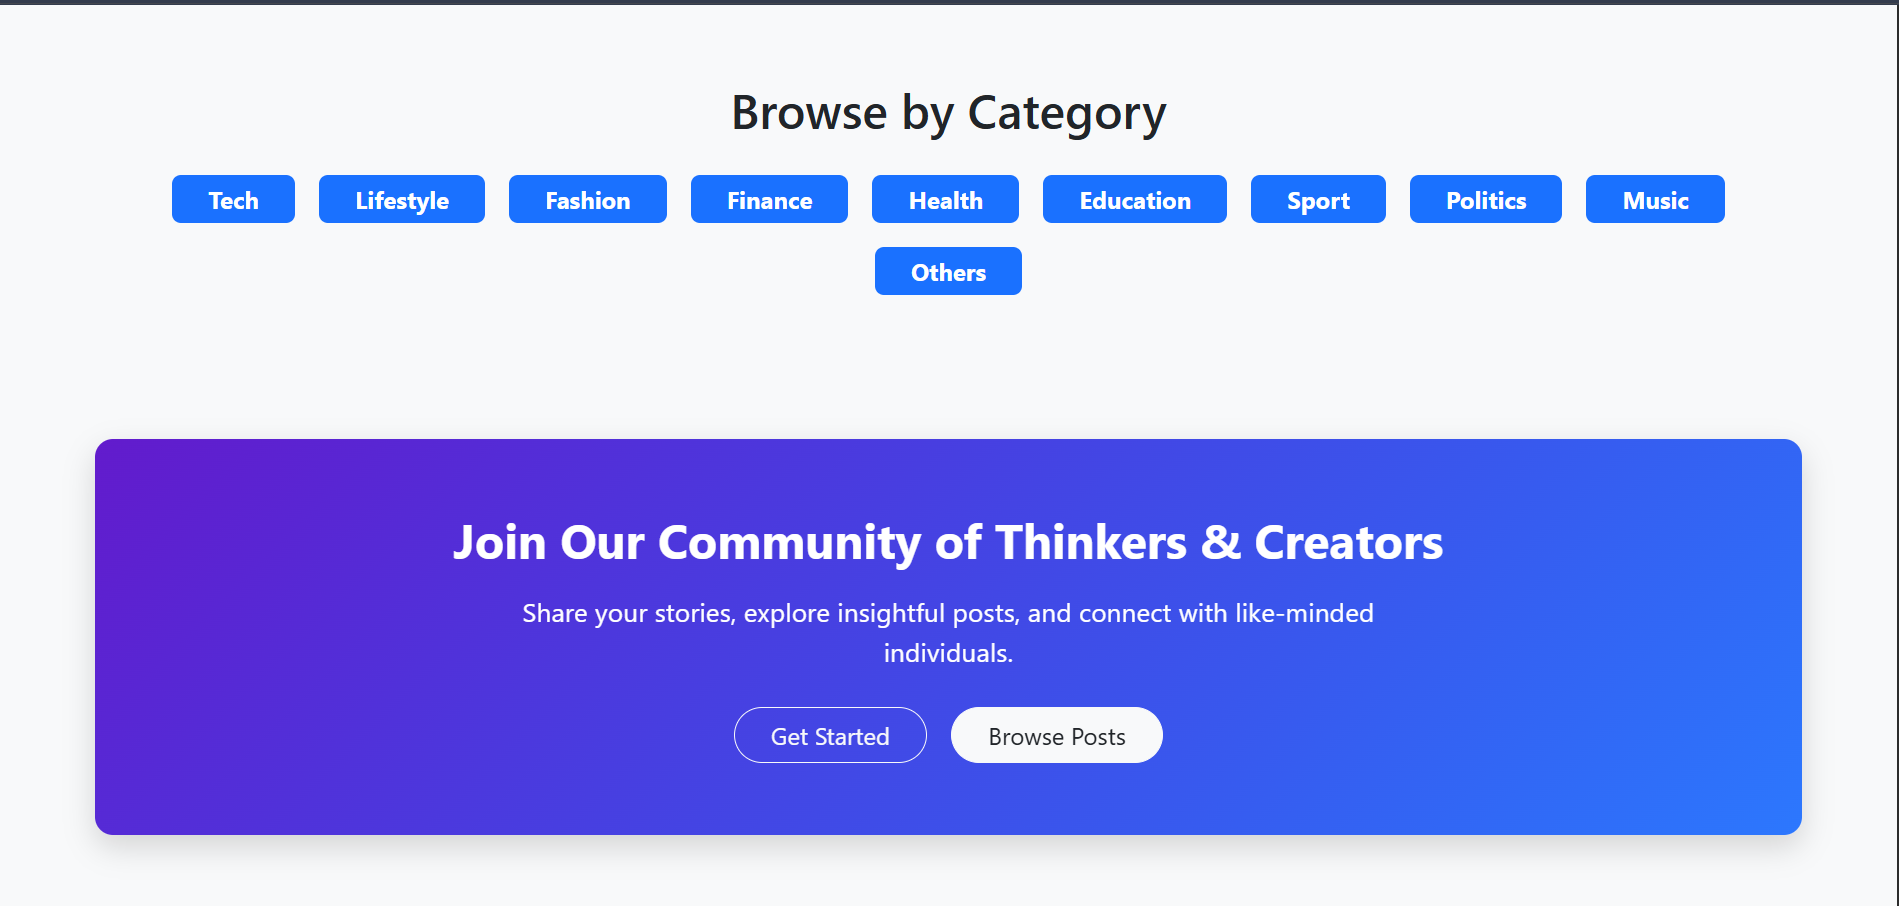 Browse by Category
Tech Lifestyle Fashion Finance Health Education Sport Politics Music
Others
Join Our Community of Thinkers & Creators
Share your stories, explore insightful posts, and connect with like-minded
individuals.
Get Started Browse Posts